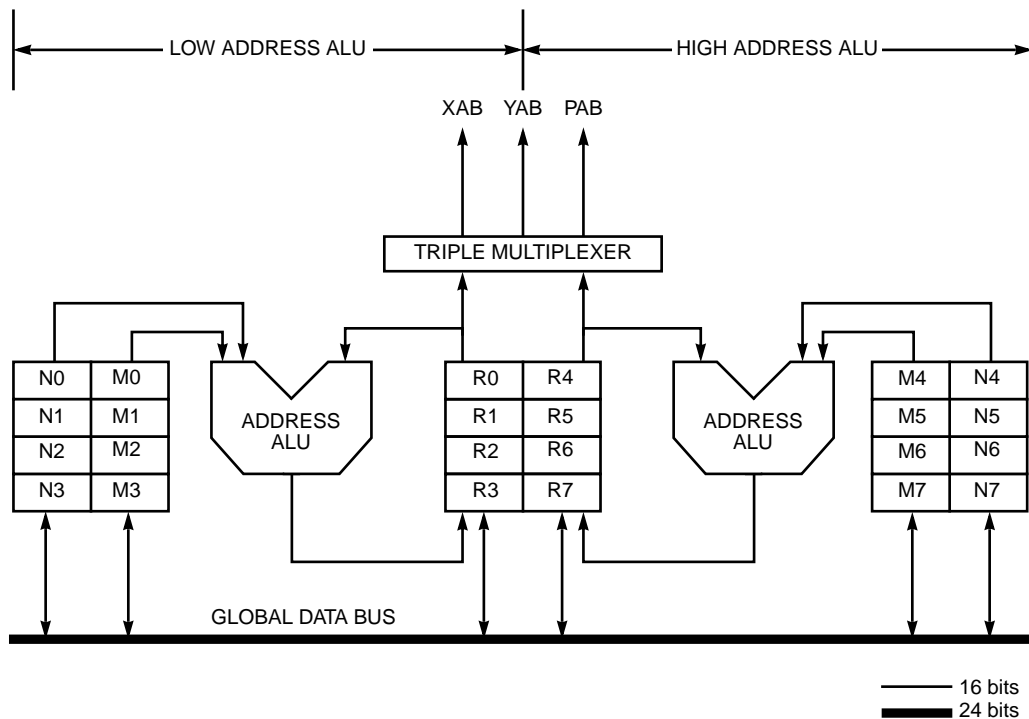 LOW ADDRESS ALU
HIGH ADDRESS ALU
XAB YAB PAB
TRIPLE MULTIPLEXER
N0 M0
N1 M1
N2 M2
N3 M3
ADDRESS
ALU
R0 R4
R1 R5
R2 R6
R3 R7
ADDRESS
ALU
M4 N4
M5 N5
M6 N6
M7 N7
GLOBAL DATA BUS
16 bits
24 bits